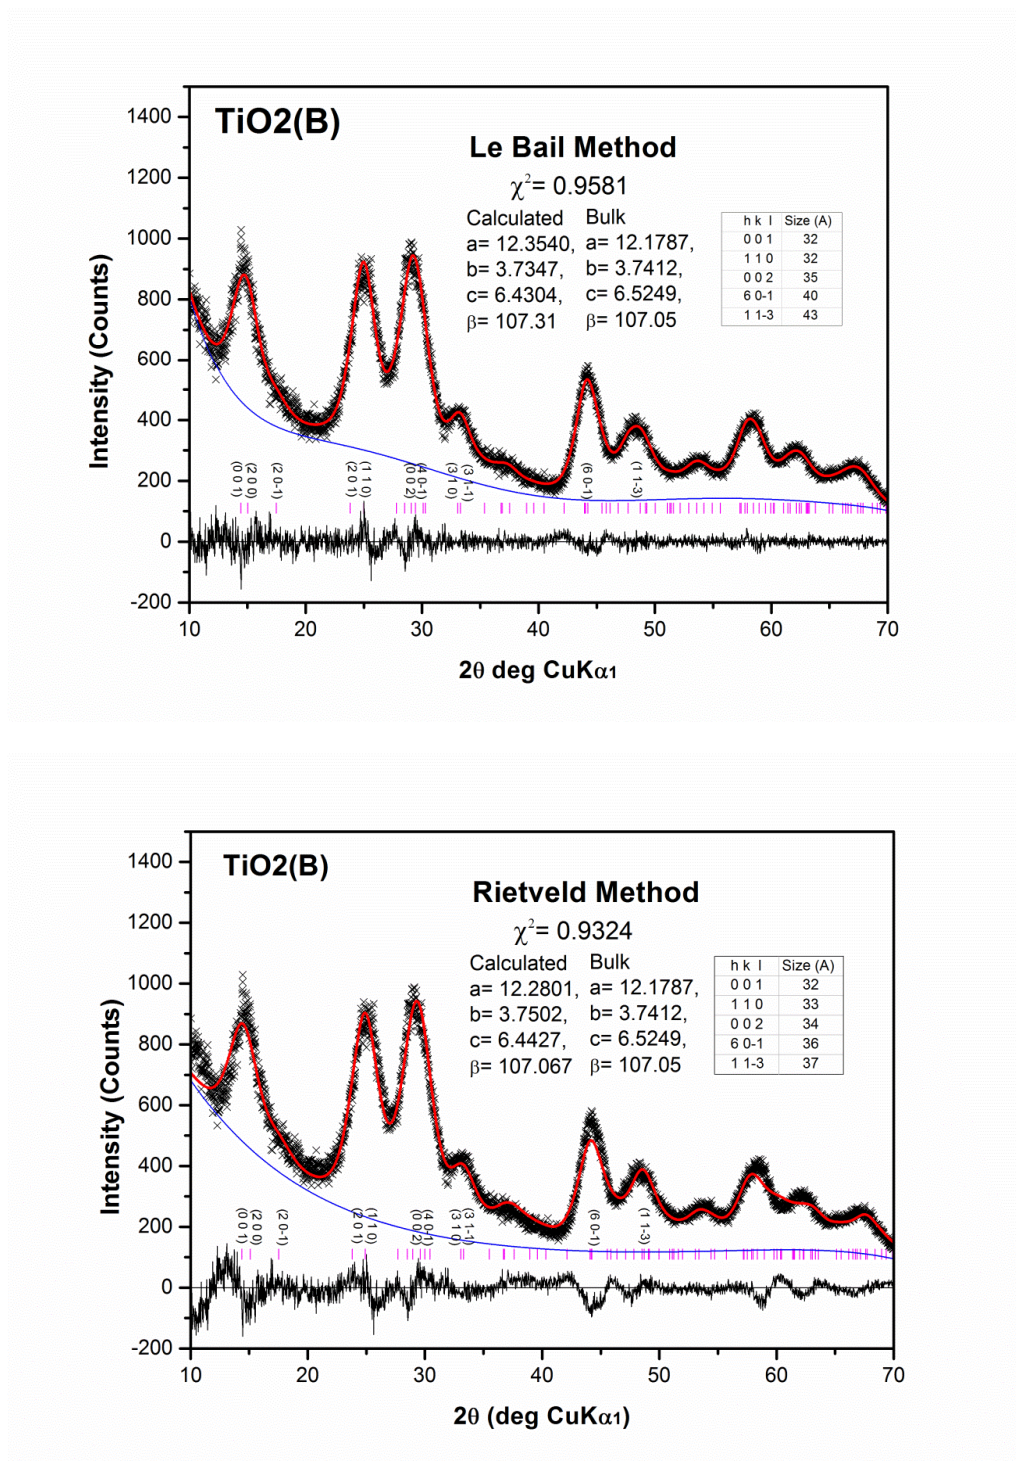 TiO2(B)
Le Bail Method
χ²= 0.9581
Calculated Bulk
a= 12.3540, a= 12.1787,
b= 3.7347, b= 3.7412,
c= 6.4304, c= 6.5249,
β= 107.31 β= 107.05
h k l Size (A)
0 0 1 32
1 1 0 32
0 0 2 35
6 0-1 40
1 1-3 43
1400
1200
1000
800
600
400
200
0
-200
Intensity (Counts)
(0 0 1) (2 0 0) (2 0-1) (2 0 1) (1 1 0) (0 0 2) (4 0-1) (3 1 0) (3 1-1) (6 0-1) (1 1-3)
10 20 30 40 50 60 70
2θ deg CuKα1
TiO2(B)
Rietveld Method
χ²= 0.9324
Calculated Bulk
a= 12.2801, a= 12.1787,
b= 3.7502, b= 3.7412,
c= 6.4427, c= 6.5249,
β= 107.067 β= 107.05
h k l Size (A)
0 0 1 32
1 1 0 33
0 0 2 34
6 0-1 36
1 1-3 37
1400
1200
1000
800
600
400
200
0
-200
Intensity (Counts)
(0 0 1) (2 0 0) (2 0-1) (2 0 1) (1 1 0) (0 0 2) (4 0-1) (3 1 0) (3 1-1) (6 0-1) (1 1-3)
10 20 30 40 50 60 70
2θ (deg CuKα1)